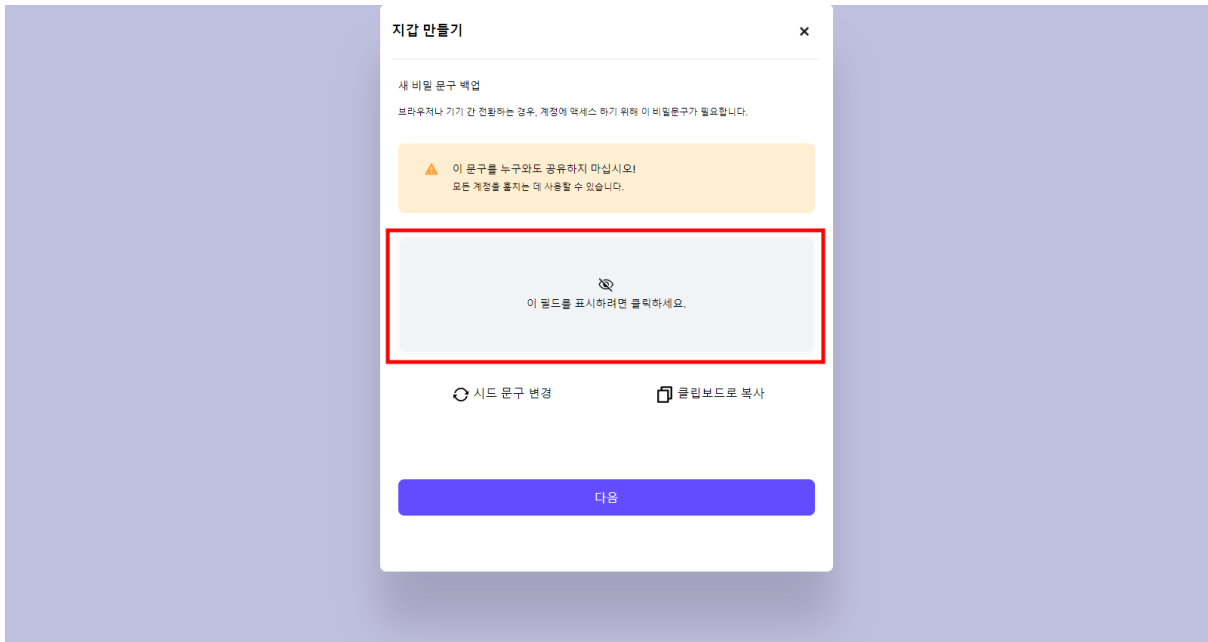 지갑 만들기
×
새 비밀 문구 백업
브라우저나 기기 간 전환하는 경우, 계정에 액세스 하기 위해 이 비밀문구가 필요합니다.
이 문구를 누구와도 공유하지 마십시오!
모든 계정을 훔치는 데 사용할 수 있습니다.
이 필드를 표시하려면 클릭하세요.
시드 문구 변경
클립보드로 복사
다음